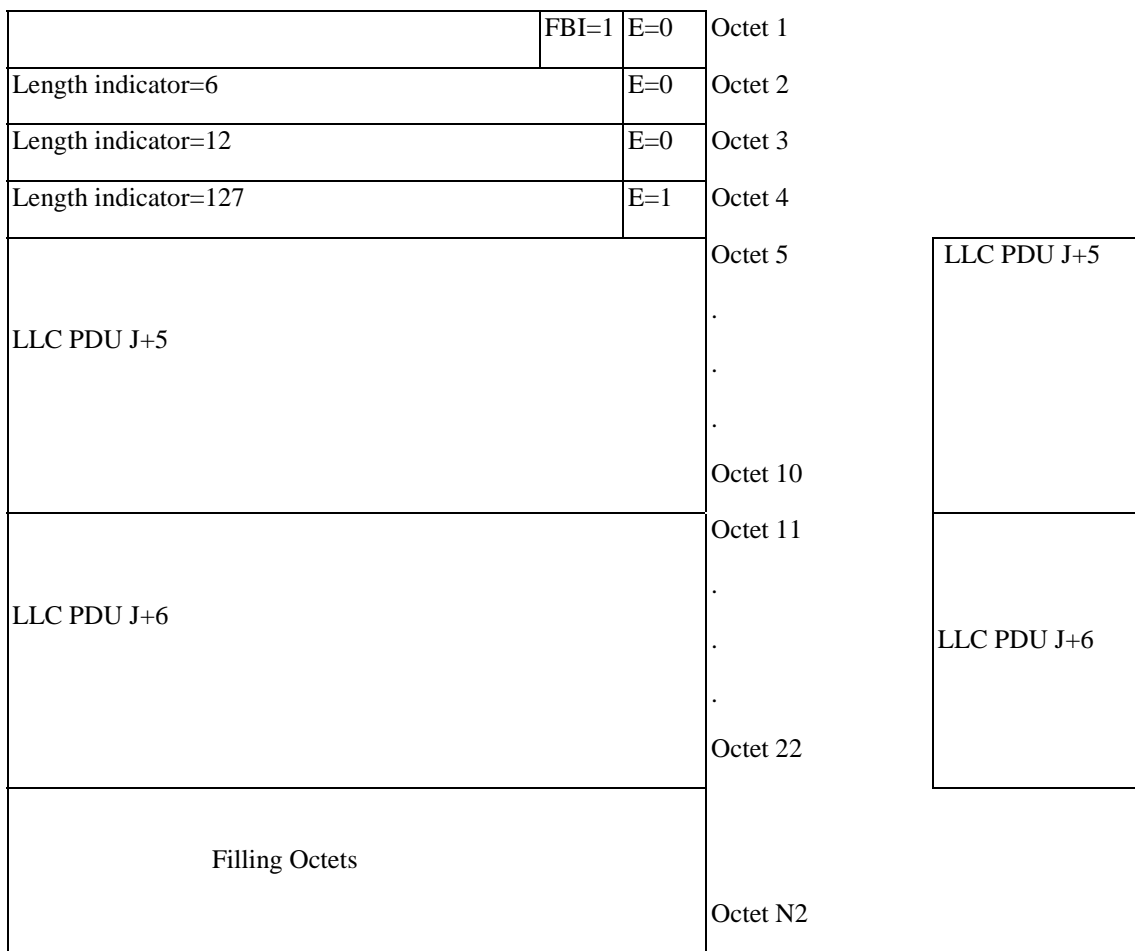 FBI=1 E=0 Octet 1
Length indicator=6 E=0 Octet 2
Length indicator=12 E=0 Octet 3
Length indicator=127 E=1 Octet 4
Octet 5 LLC PDU J+5
.
LLC PDU J+5
.
.
Octet 10
Octet 11
.
LLC PDU J+6
. LLC PDU J+6
.
Octet 22
Filling Octets
Octet N2